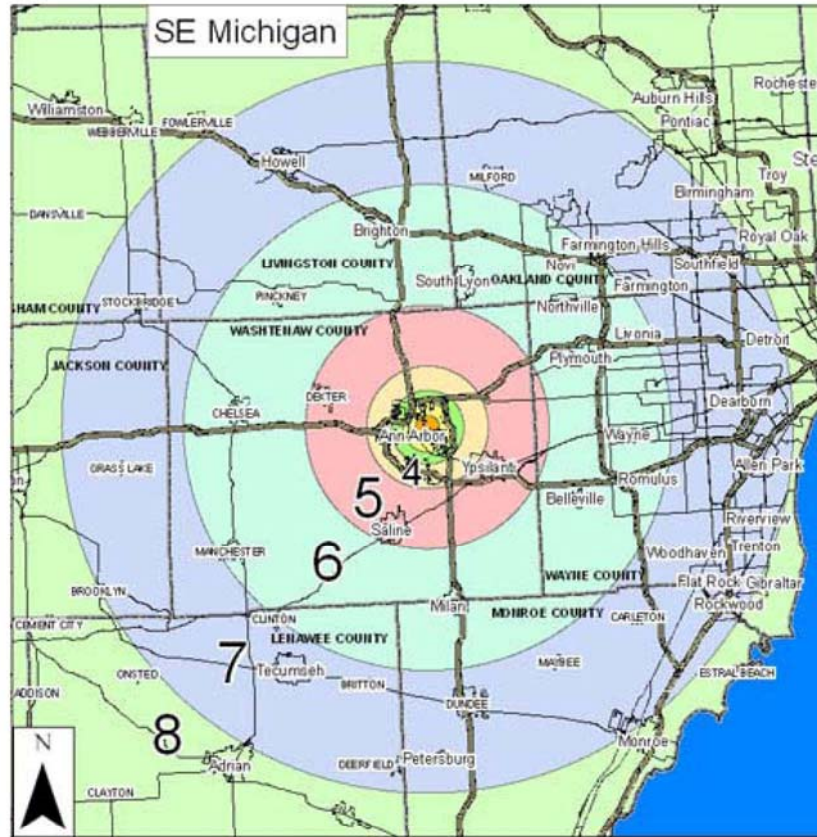 SE Michigan
Rocheste
Auburn Hills
Williamston
FOWLERVILLE
Pontiac
WEBBERVILLE
Howell
Ste
Troy
MILFORD
Birmingham
DANSVILLE
Brighton
Royal Oak
Farmington Hills
LIVINGSTON COUNTY
Novi
Southfield
South Lyon
OAKLAND COUNTY
Farmington
PINCKNEY
STOCKBRIDGE
Northville
GHAM COUNTY
WASHTENAW COUNTY
Livonia
Detroit
Plymouth
JACKSON COUNTY
DEXTER
Dearborn
CHELSEA
Ann Arbor
Wayne
GRASS LAKE
4
Ypsilanti
Allen Park
Romulus
5
Belleville
Saline
Riverview
Woodhaven
Trenton
MANCHESTER
6
WAYNE COUNTY
Flat Rock
Gibraltar
BROOKLYN
Milan
MONROE COUNTY
Rockwood
CEMENT CITY
CLINTON
CARLETON
LENAWEE COUNTY
7
Tecumseh
MAYBEE
ONSTED
ESTRAL BEACH
BRITTON
ADDISON
DUNDEE
8
N
Monroe
Adrian
DEERFIELD
Petersburg
CLAYTON